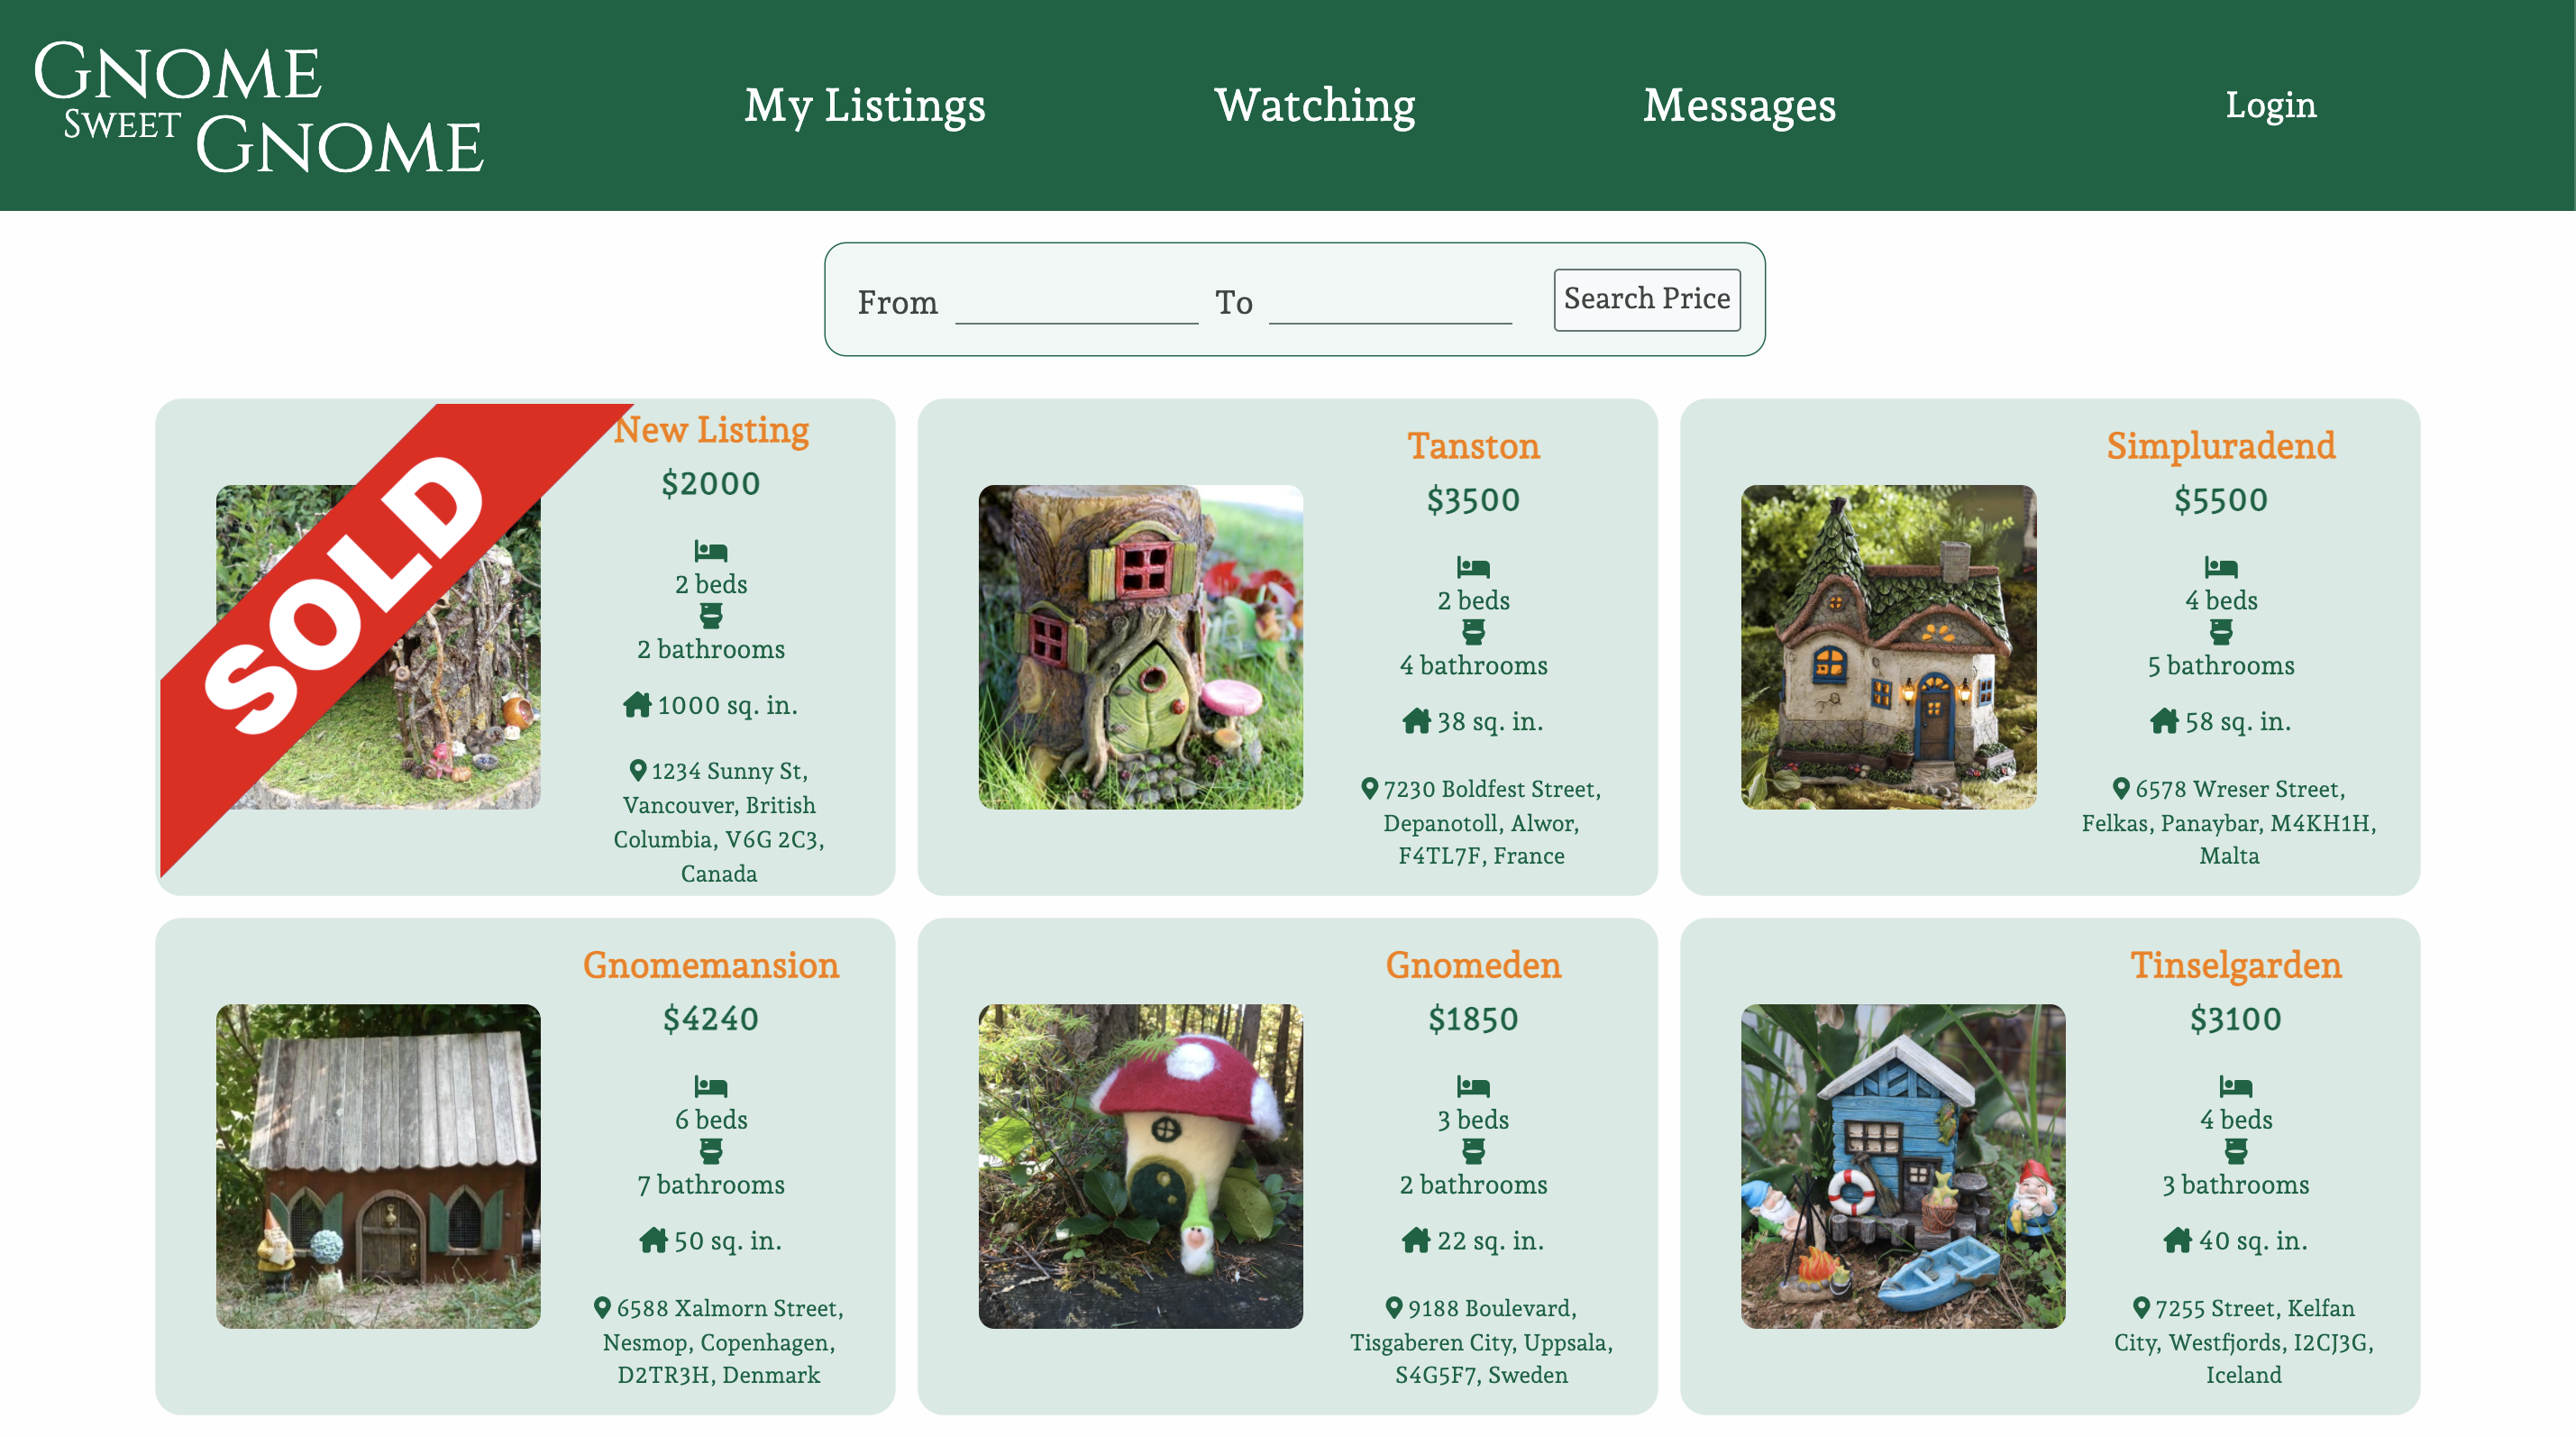 GNOME
SWEET
GNOME
My Listings
Watching
Messages
Login
From
To
Search Price
SOLD
New Listing
$2000
2 beds
2 bathrooms
1000 sq. in.
1234 Sunny St,
Vancouver, British
Columbia, V6G 2C3,
Canada
Tanston
$3500
2 beds
4 bathrooms
38 sq. in.
7230 Boldfest Street,
Depanotoll, Alwor,
F4TL7F, France
Simpluradend
$5500
4 beds
5 bathrooms
58 sq. in.
6578 Wreser Street,
Felkas, Panaybar, M4KH1H,
Malta
Gnomemansion
$4240
6 beds
7 bathrooms
50 sq. in.
6588 Xalmorn Street,
Nesmop, Copenhagen,
D2TR3H, Denmark
Gnomeden
$1850
3 beds
2 bathrooms
22 sq. in.
9188 Boulevard,
Tisgaberen City, Uppsala,
S4G5F7, Sweden
Tinselgarden
$3100
4 beds
3 bathrooms
40 sq. in.
7255 Street, Kelfan
City, Westfjords, I2CJ3G,
Iceland